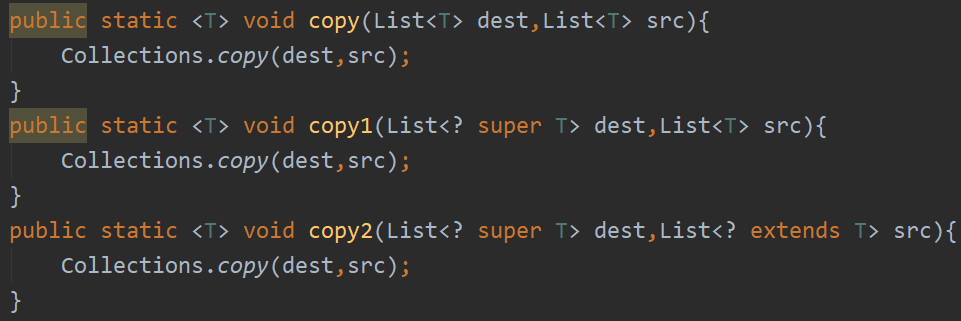 public static <T> void copy(List<T> dest,List<T> src){
    Collections.copy(dest,src);
}
public static <T> void copy1(List<? super T> dest,List<T> src){
    Collections.copy(dest,src);
}
public static <T> void copy2(List<? super T> dest,List<? extends T> src){
    Collections.copy(dest,src);
}